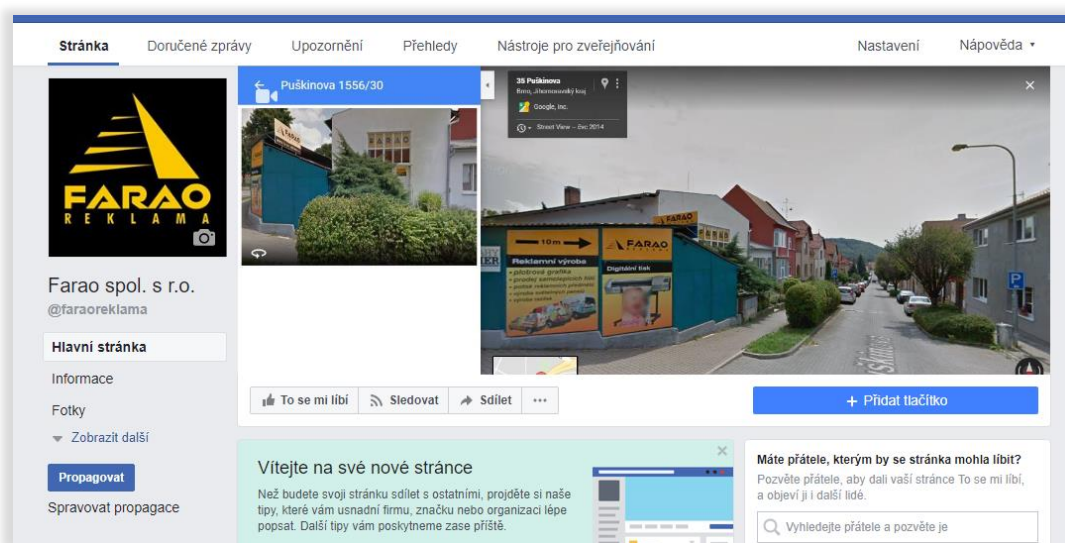 Stránka
Doručené zprávy
Upozornění
Přehledy
Nástroje pro zveřejňování
Nastavení
Nápověda
FARAO
REKLAMA
Farao spol. s r.o.
@faraoreklama
Hlavní stránka
Informace
Fotky
Zobrazit další
Propagovat
Spravovat propagace
Puškinova 1556/30
35 Puškinova
Brno, Jihomoravský kraj
Google, Inc.
Street View – čec 2014
FARAO
FARAO
10m
FARAO
Reklamní výroba
Digitální tisk
P
To se mi líbí
Sledovat
Sdílet
+ Přidat tlačítko
Vítejte na své nové stránce
Než budete svoji stránku sdílet s ostatními, projděte si naše
tipy, které vám usnadní firmu, značku nebo organizaci lépe
popsat. Další tipy vám poskytneme zase příště.
Máte přátele, kterým by se stránka mohla líbit?
Pozvěte přátele, aby dali vaší stránce To se mi líbí,
a objeví ji i další lidé.
Vyhledejte přátele a pozvěte je